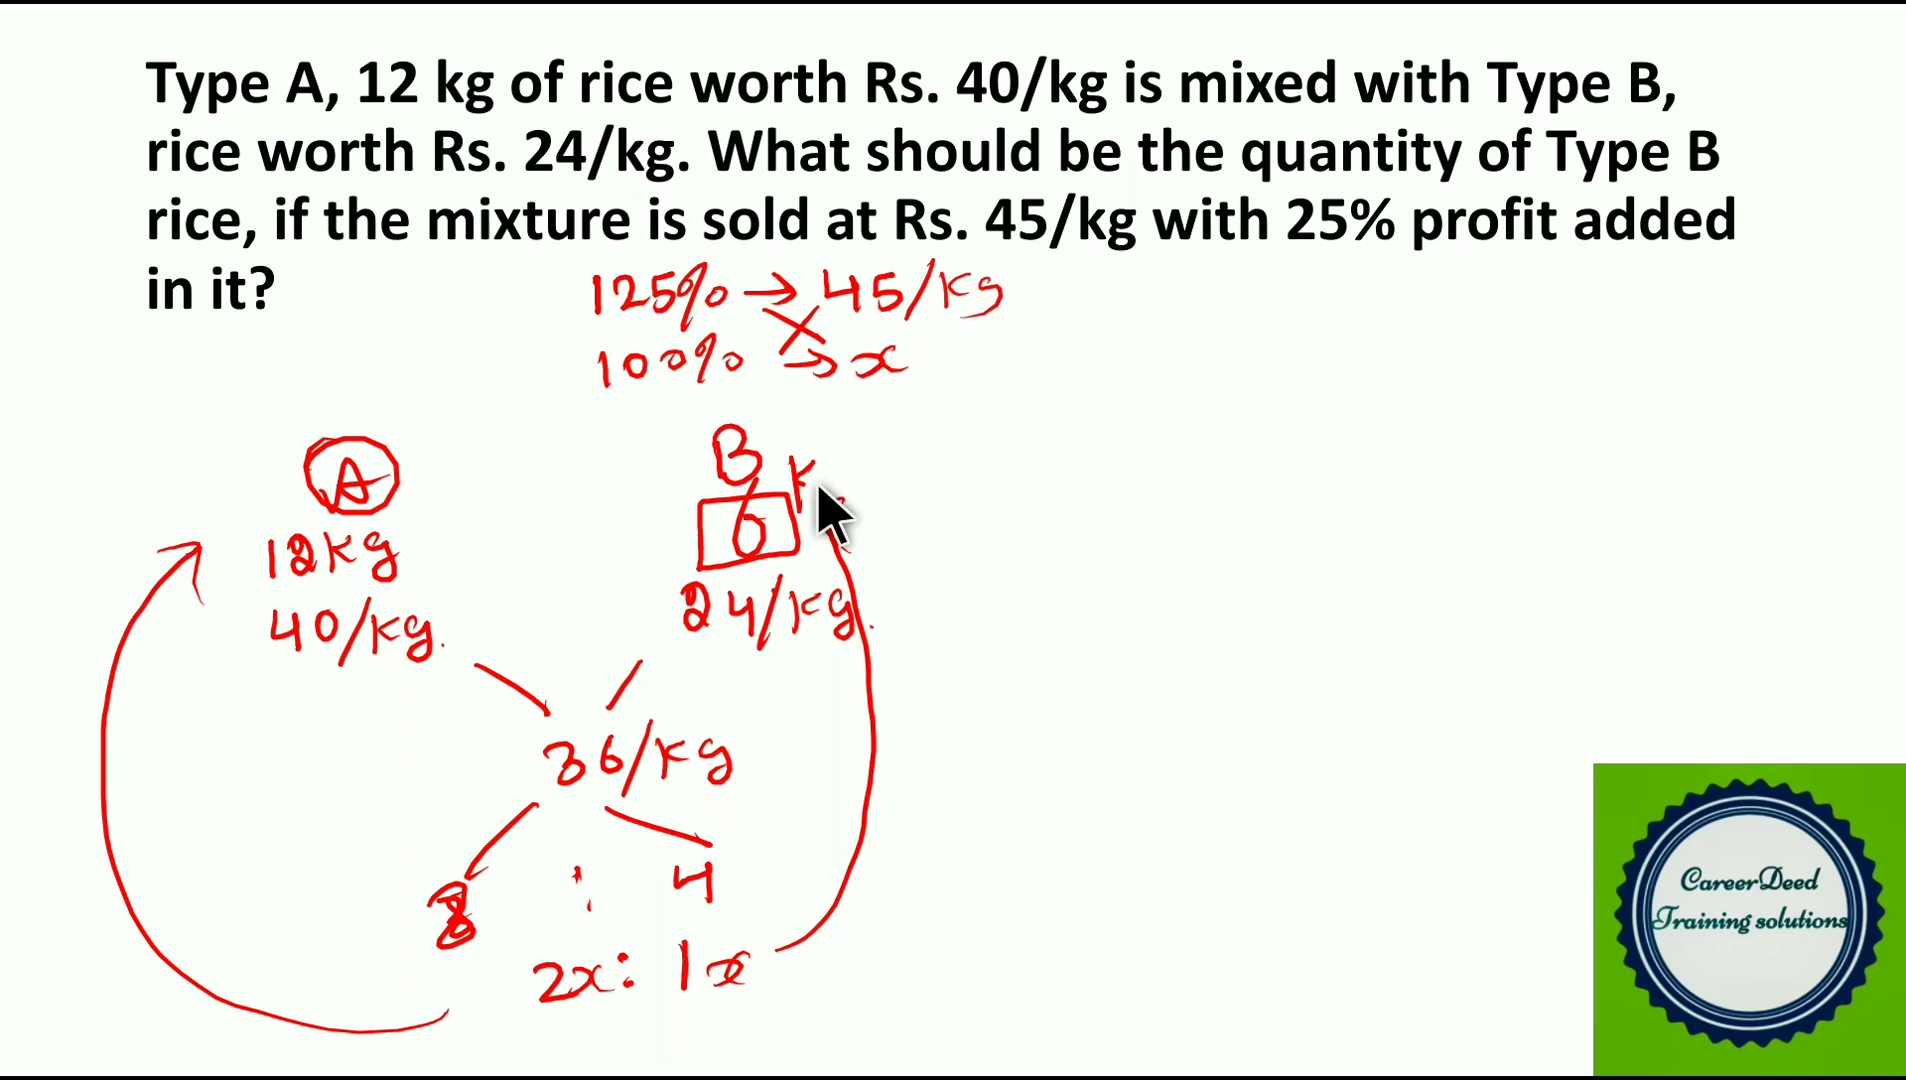 Type A, 12 kg of rice worth Rs. 40/kg is mixed with Type B,
rice worth Rs. 24/kg. What should be the quantity of Type B
rice, if the mixture is sold at Rs. 45/kg with 25% profit added
in it?
125% → 45/kg
100% → x
A
B
12kg
6 k
40/kg.
24/kg.
36/kg
8 : 4
2x : 1x
CareerDeed
Training solutions